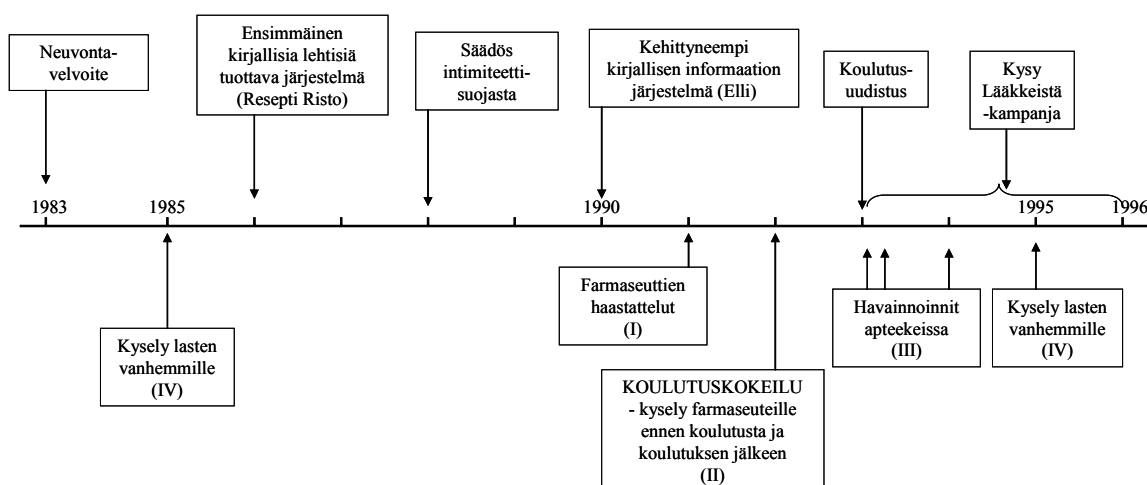 Neuvonta-
velvoite
Ensimmäinen
kirjallisia lehtisiä
tuottava järjestelmä
(Resepti Risto)
Säädös
intimiteetti-
suojasta
Kehittyneempi
kirjallisen informaation
järjestelmä (Elli)
Koulutus-
uudistus
Kysy
Lääkkeistä
-kampanja
1983
1985
1990
1995
1996
Kysely lasten
vanhemmille
(IV)
Farmaseuttien
haastattelut
(I)
KOULUTUSKOKEILU
- kysely farmaseuteille
ennen koulutusta ja
koulutuksen jälkeen
(II)
Havainnoinnit
apteekeissa
(III)
Kysely lasten
vanhemmille
(IV)